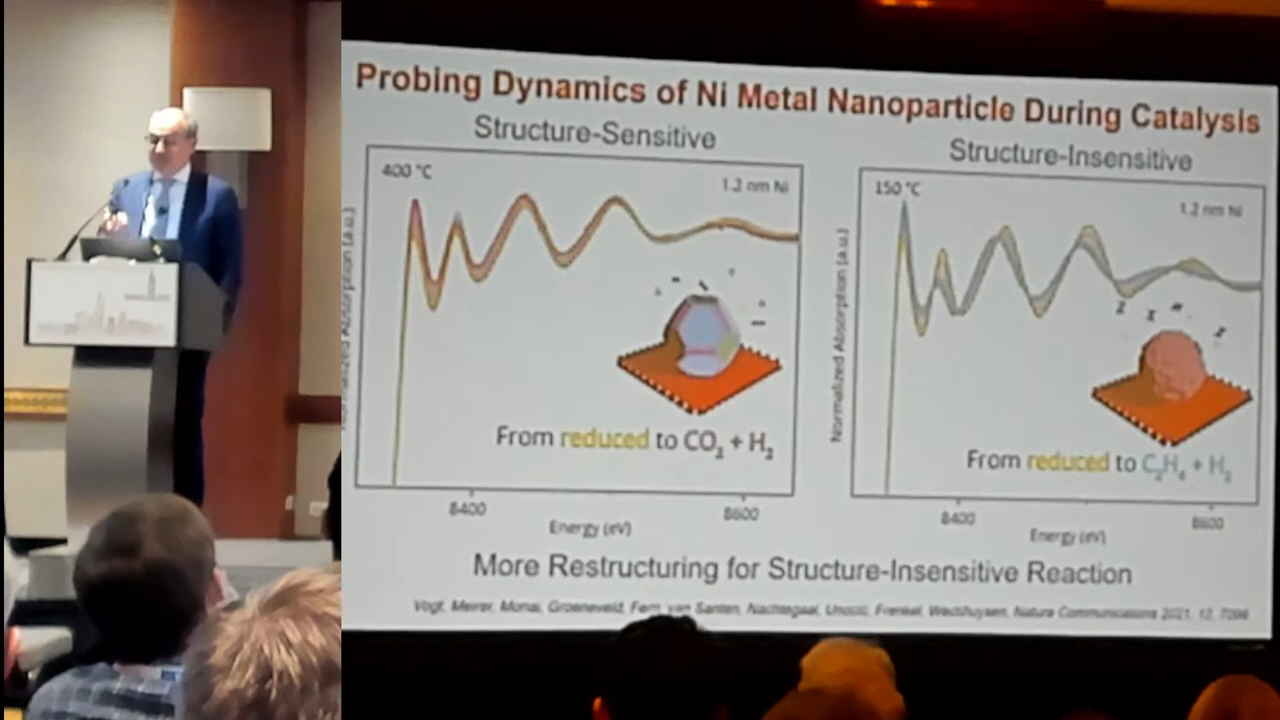 Probing Dynamics of Ni Metal Nanoparticle During Catalysis
Structure-Sensitive
Structure-Insensitive
400 °C
1.2 nm Ni
150 °C
1.2 nm Ni
Normalized Absorption (a.u.)
Normalized Absorption (a.u.)
From reduced to CO₂ + H₂
From reduced to C₂H₄ + H₂
8400
8600
8400
8600
Energy (eV)
Energy (eV)
More Restructuring for Structure-Insensitive Reaction
Vogt, Meirer, Monai, Groeneveld, Ferri, van Santen, Nachtegaal, Unocic, Frenkel, Weckhuysen, Nature Communications 2021, 12, 7096